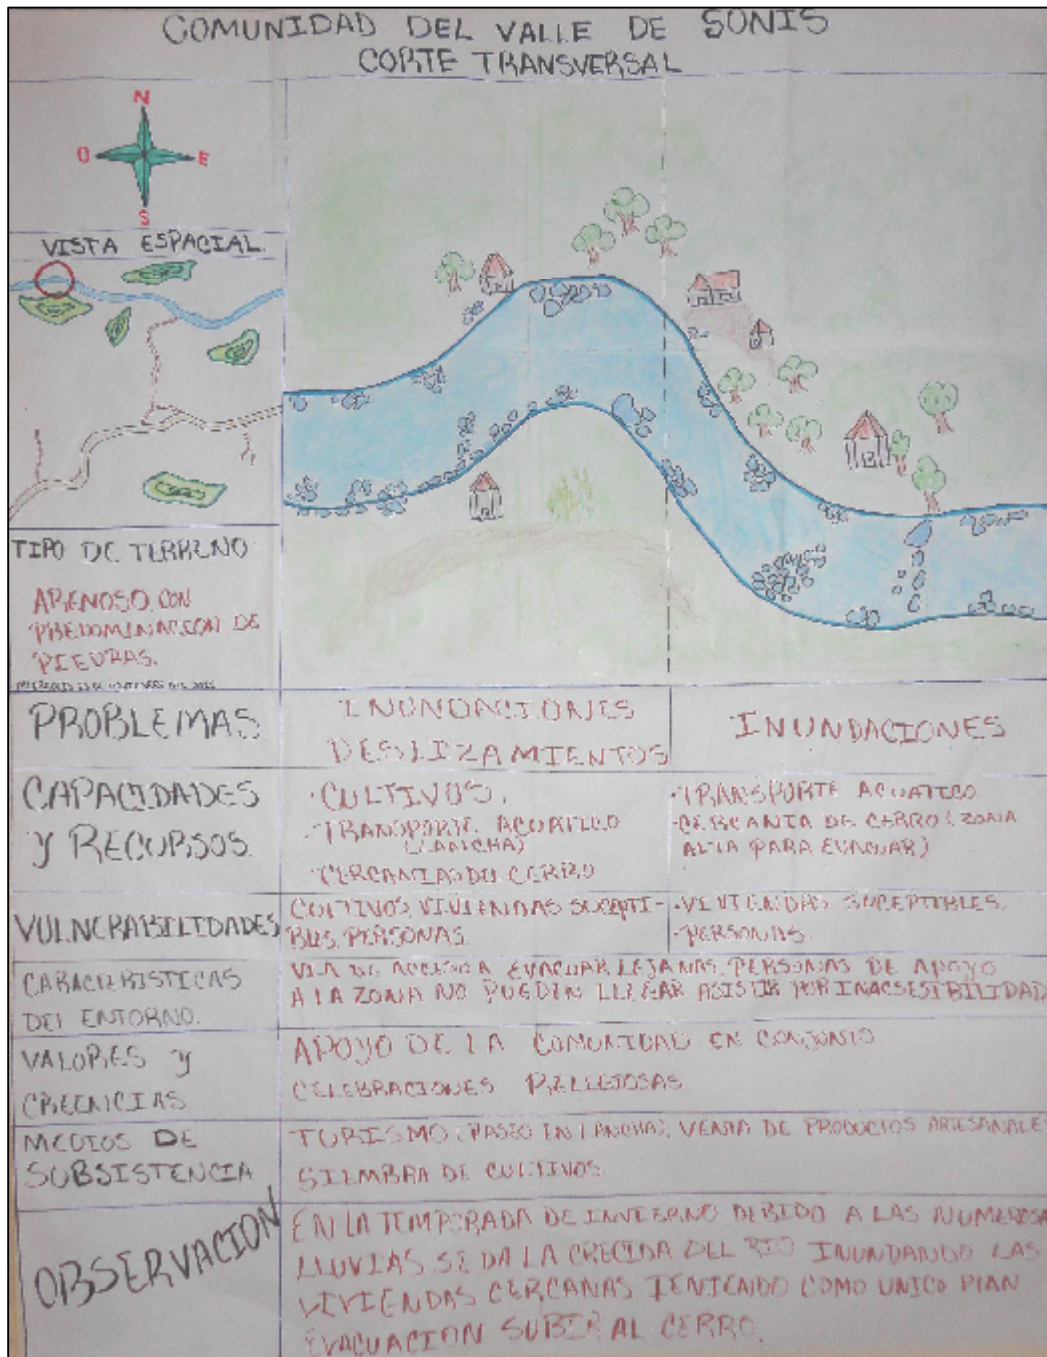 COMUNIDAD DEL VALLE DE SONIS
CORTE TRANSVERSAL
N
O E
S
VISTA ESPACIAL.
TIPO DE TERRENO
ARENOSO, CON
PREDOMINACION DE
PIEDRAS.
PROBLEMAS
INUNDACIONES
DESLIZAMIENTOS
INUNDACIONES
CAPACIDADES
Y RECURSOS
·CULTIVOS.
·TRANSPORTE ACUATICO
(LANCHA)
·CERCANIAS DEL CERRO
·TRANSPORTE ACUATICO
·CERCANIA DE CERRO (ZONA
ALTA PARA EVACUAR)
VULNERABILIDADES
CULTIVOS, VIVIENDAS SUCEPTI-
BLES, PERSONAS.
·VIVIENDAS SUCEPTIBLES.
·PERSONAS.
CARACTERISTICAS
DEL ENTORNO.
VIA DE ACCESO A EVACUAR LEJANAS, PERSONAS DE APOYO
A LA ZONA NO PUEDEN LLEGAR ASISTIR POR INACSESIBILIDAD
VALORES Y
CREENCIAS
APOYO DE LA COMUNIDAD EN CONJUNTO
CELEBRACIONES RELIGIOSAS
MEDIOS DE
SUBSISTENCIA
TURISMO (PASEO EN LANCHA), VENTA DE PRODUCTOS ARTESANALE
SIEMBRA DE CULTIVOS.
OBSERVACION
EN LA TEMPORADA DE INVIERNO DEBIDO A LAS NUMEROSA
LLUVIAS SE DA LA CRECIDA DEL RIO INUNDANDO LAS
VIVIENDAS CERCANAS TENIENDO COMO UNICO PLAN
EVACUACION SUBIR AL CERRO.